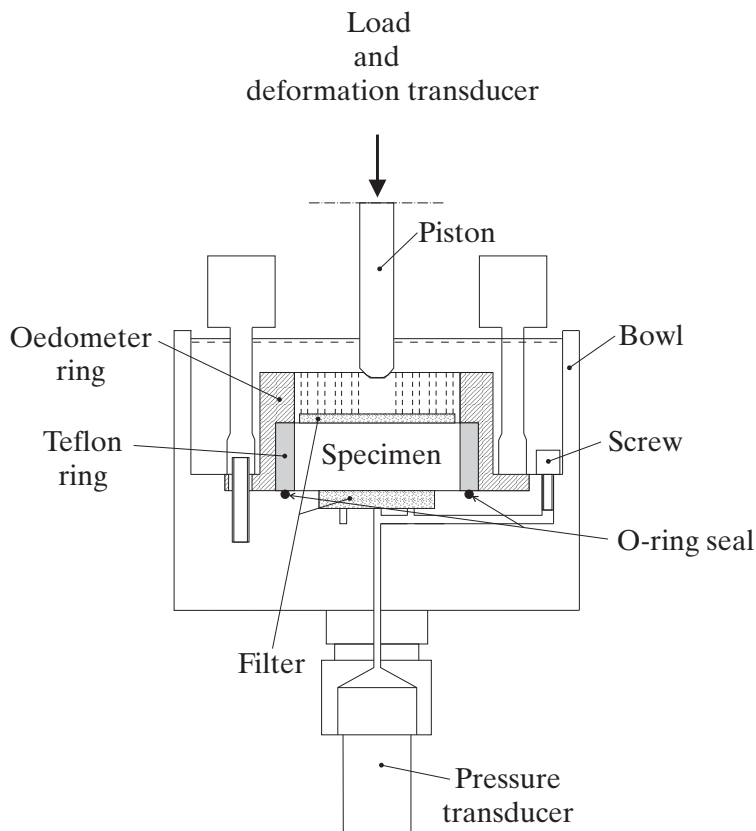 Load
and
deformation transducer
Piston
Oedometer
ring
Bowl
Teflon
ring
Specimen
Screw
O-ring seal
Filter
Pressure
transducer